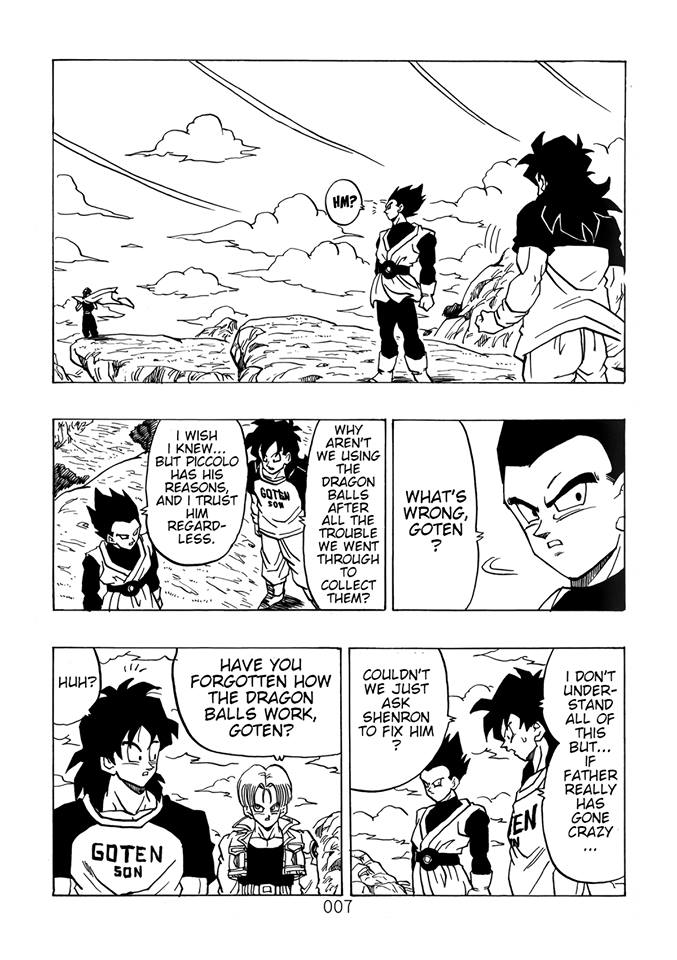 HM?
WHAT'S
WRONG,
GOTEN
?
WHY
AREN'T
WE USING
THE
DRAGON
BALLS
AFTER
ALL THE
TROUBLE
WE WENT
THROUGH
TO
COLLECT
THEM?
GOTEN
SON
I WISH
I KNEW...
BUT PICCOLO
HAS HIS
REASONS,
AND I TRUST
HIM
REGARD-
LESS.
I DON'T
UNDER-
STAND
ALL OF
THIS
BUT...
IF
FATHER
REALLY
HAS
GONE
CRAZY
...
EN
ON
COULDN'T
WE JUST
ASK
SHENRON
TO FIX HIM
?
HAVE YOU
FORGOTTEN HOW
THE DRAGON
BALLS WORK,
GOTEN?
HUH?
GOTEN
SON
007